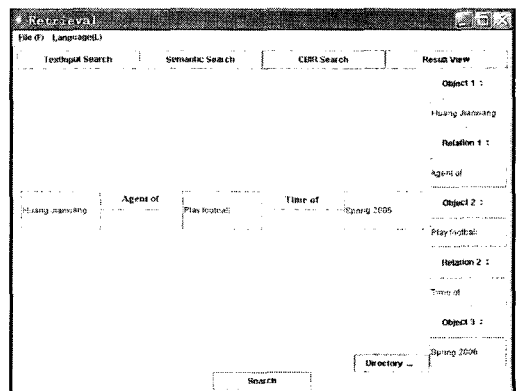 Retrieval
File (F) Language(L)
TextInput Search Semantic Search CBIR Search Result View
Object 1 :
Huang Jianwang
Relation 1 :
Agent of
Huang Jianwang Agent of Play football Time of Spring 2006
Object 2 :
Play football
Relation 2 :
Time of
Object 3 :
Spring 2006
Directory ...
Search